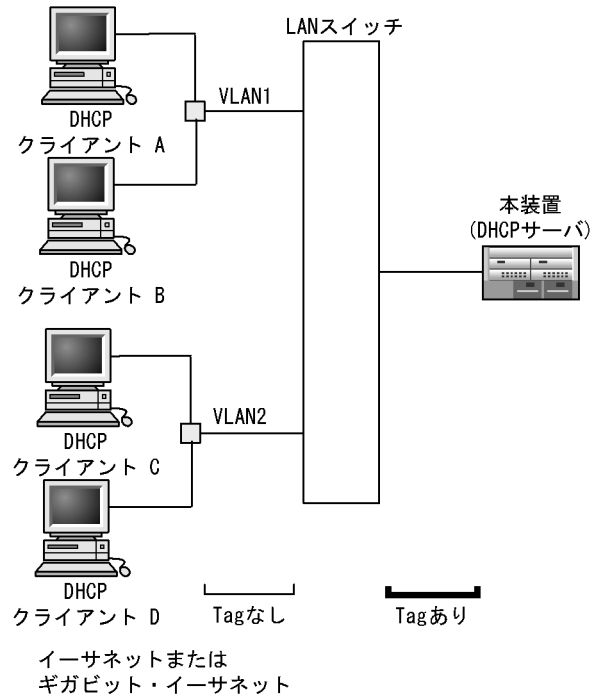 LANスイッチ
VLAN1
DHCP
クライアント A
本装置
(DHCPサーバ)
DHCP
クライアント B
VLAN2
DHCP
クライアント C
DHCP
クライアント D
Tagなし
Tagあり
イーサネットまたは
ギガビット・イーサネット